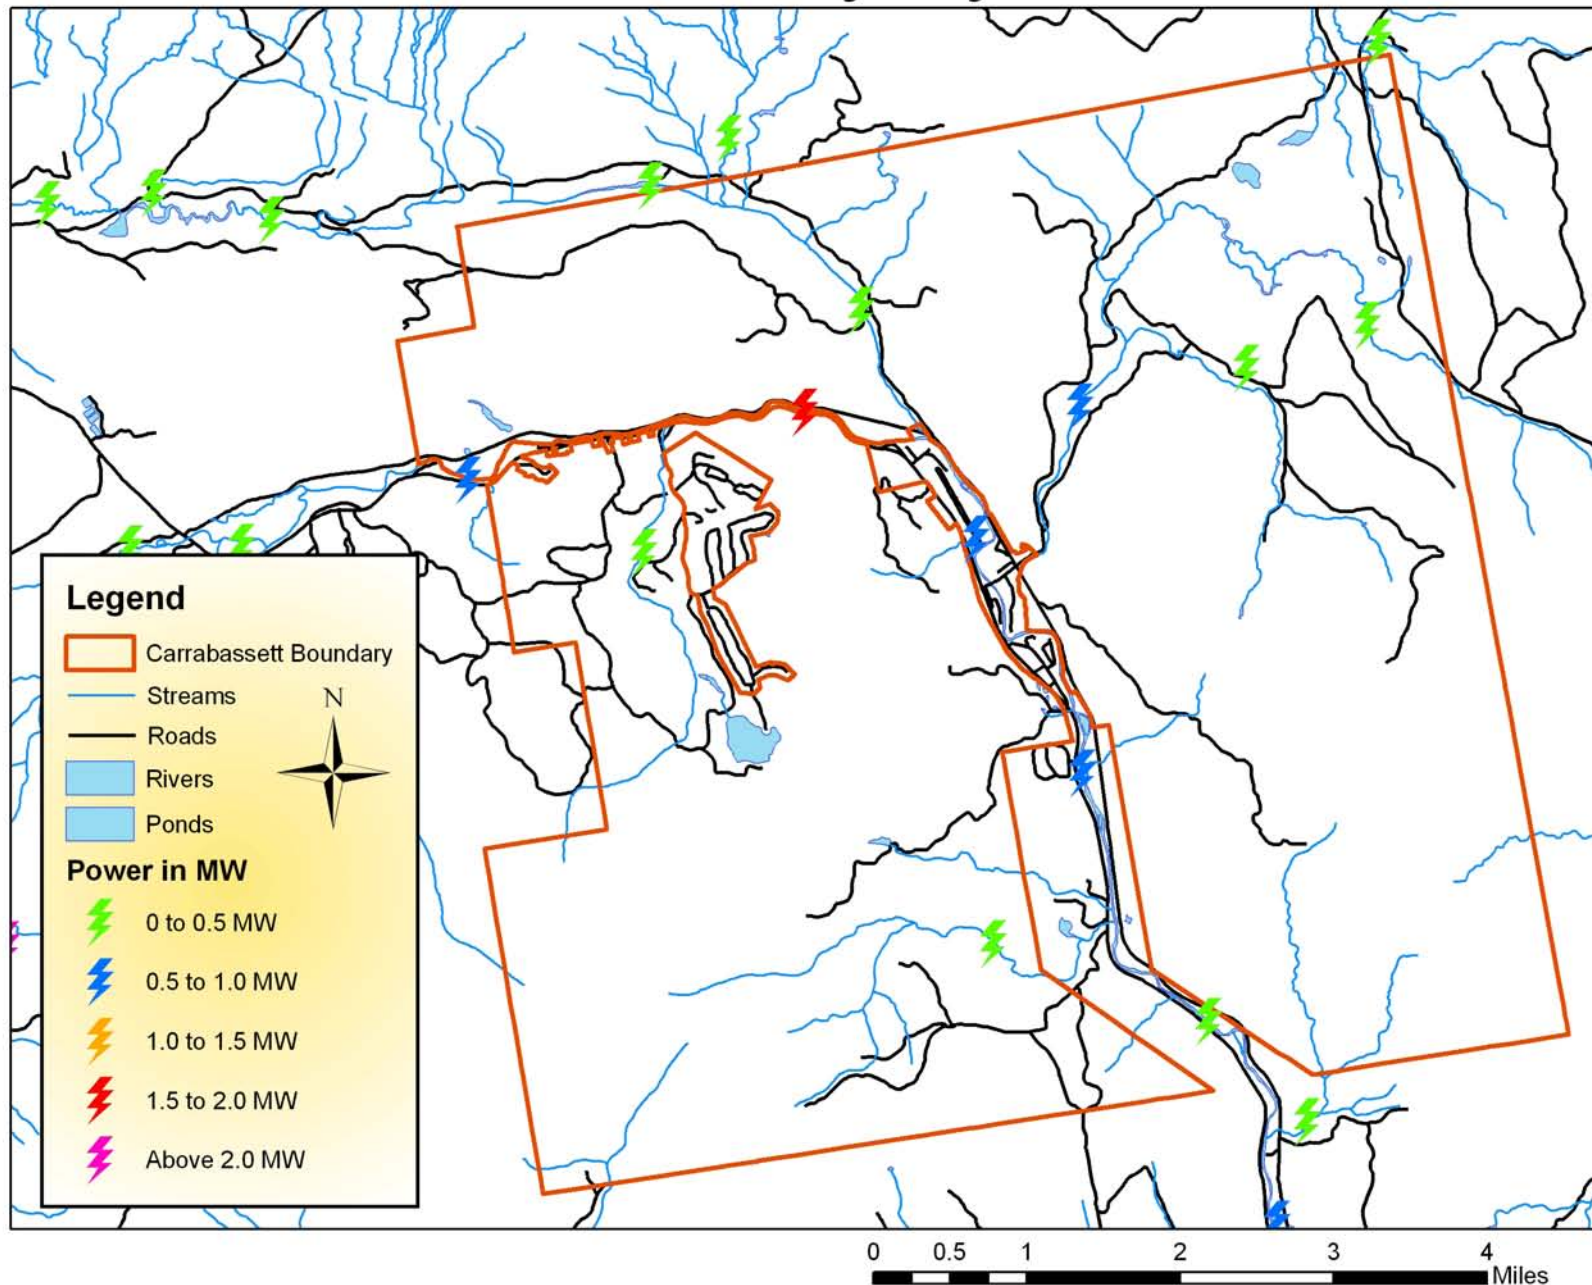 Legend
Carrabassett Boundary
Streams
N
Roads
Rivers
Ponds
Power in MW
0 to 0.5 MW
0.5 to 1.0 MW
1.0 to 1.5 MW
1.5 to 2.0 MW
Above 2.0 MW
0 0.5 1 2 3 4
Miles